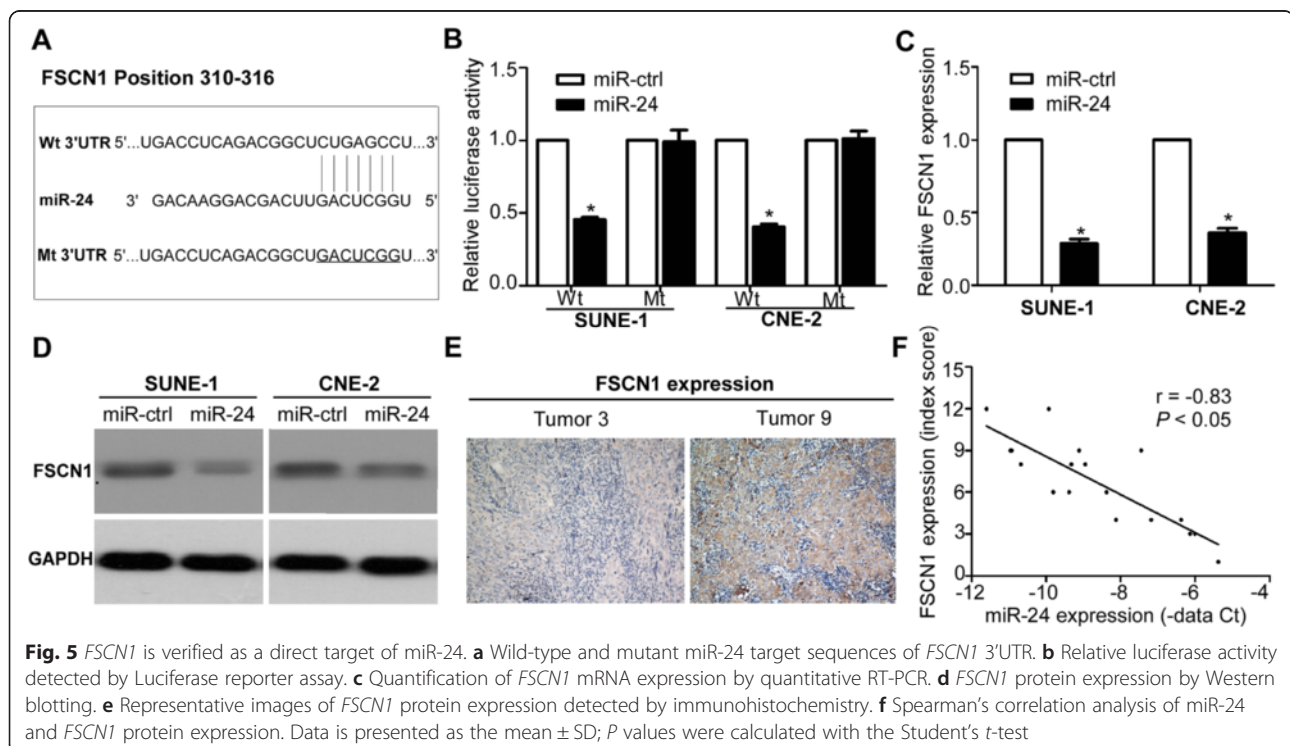 A
FSCN1 Position 310-316
Wt 3'UTR 5'...UGACCUCAGACGGCUCUGAGCCU...3'
miR-24 3' GACAAGGACGACUUGACUCGGU 5'
Mt 3'UTR 5'...UGACCUCAGACGGCUGACUCGGU...3'
B
Relative luciferase activity
1.5
1.0
0.5
0.0
miR-ctrl
miR-24
*
*
Wt Mt Wt Mt
SUNE-1 CNE-2
C
Relative FSCN1 expression
1.5
1.0
0.5
0.0
miR-ctrl
miR-24
*
*
SUNE-1 CNE-2
D
SUNE-1 CNE-2
miR-ctrl miR-24 miR-ctrl miR-24
FSCN1
GAPDH
E
FSCN1 expression
Tumor 3 Tumor 9
F
FSCN1 expression (index score)
15
12
9
6
3
0
r = -0.83
P < 0.05
-12 -10 -8 -6 -4
miR-24 expression (-data Ct)
Fig. 5 FSCN1 is verified as a direct target of miR-24. a Wild-type and mutant miR-24 target sequences of FSCN1 3'UTR. b Relative luciferase activity
detected by Luciferase reporter assay. c Quantification of FSCN1 mRNA expression by quantitative RT-PCR. d FSCN1 protein expression by Western
blotting. e Representative images of FSCN1 protein expression detected by immunohistochemistry. f Spearman's correlation analysis of miR-24
and FSCN1 protein expression. Data is presented as the mean ± SD; P values were calculated with the Student's t-test